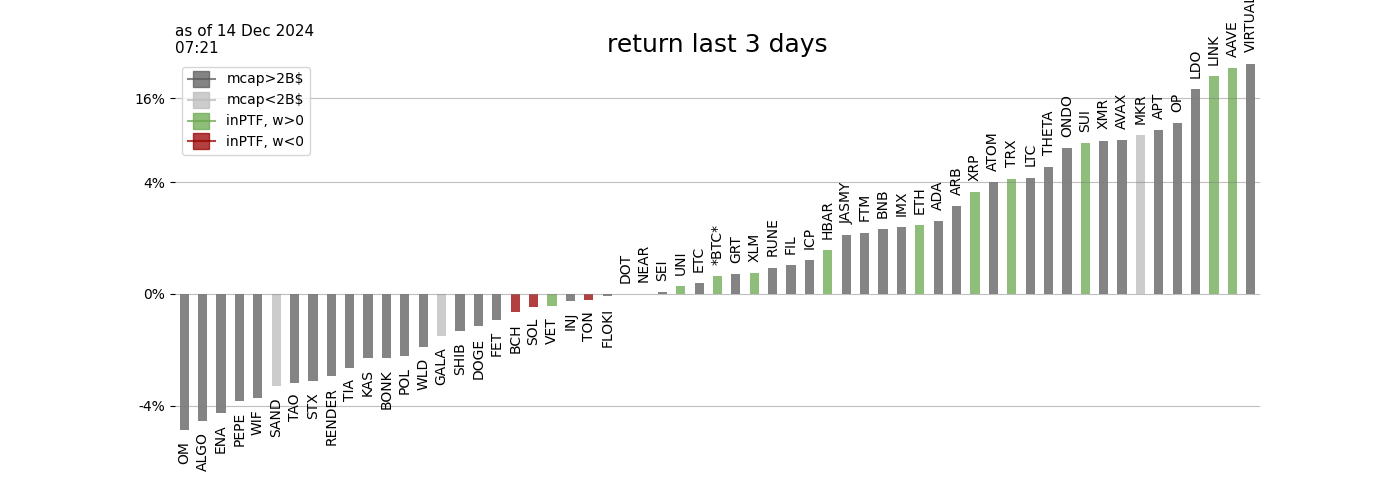 as of 14 Dec 2024
07:21
return last 3 days
mcap>2B$
mcap<2B$
inPTF, w>0
inPTF, w<0
16%
4%
0%
-4%
OM
ALGO
ENA
PEPE
WIF
SAND
TAO
STX
RENDER
TIA
KAS
BONK
POL
WLD
GALA
SHIB
DOGE
FET
BCH
SOL
VET
INJ
TON
FLOKI
DOT
NEAR
SEI
UNI
ETC
*BTC*
GRT
XLM
RUNE
FIL
ICP
HBAR
JASMY
FTM
BNB
IMX
ETH
ADA
ARB
XRP
ATOM
TRX
LTC
THETA
ONDO
SUI
XMR
AVAX
MKR
APT
OP
LDO
LINK
AAVE
VIRTUAL